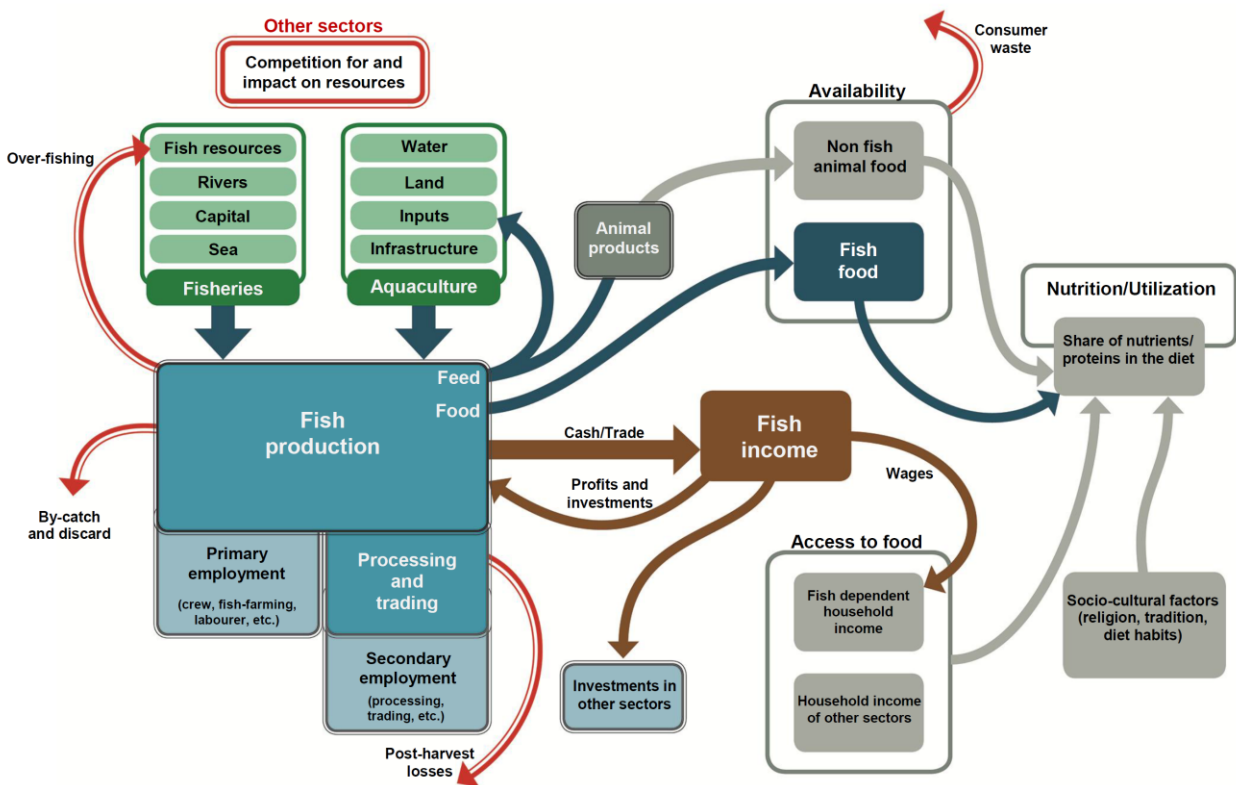 Other sectors
Competition for and
impact on resources
Consumer
waste
Availability
Over-fishing
Fish resources
Rivers
Capital
Sea
Fisheries
Water
Land
Inputs
Infrastructure
Aquaculture
Animal
products
Non fish
animal food
Fish
food
Nutrition/Utilization
Share of nutrients/
proteins in the diet
Feed
Food
Fish
production
Cash/Trade
Fish
income
Profits and
investments
Wages
By-catch
and discard
Primary
employment
(crew, fish-farming,
labourer, etc.)
Processing
and
trading
Secondary
employment
(processing,
trading, etc.)
Post-harvest
losses
Investments in
other sectors
Access to food
Fish dependent
household
income
Household income
of other sectors
Socio-cultural factors
(religion, tradition,
diet habits)